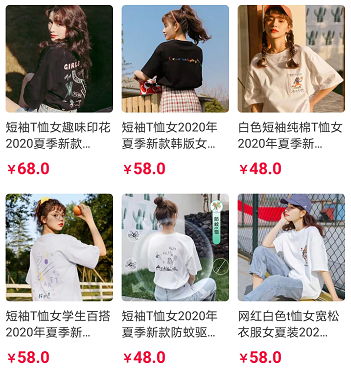 GIRLS
短袖T恤女趣味印花
2020夏季新款...
¥68.0
短袖T恤女2020年
夏季新款韩版女...
¥58.0
白色短袖纯棉T恤女
2020年夏季新...
¥48.0
短袖T恤女学生百搭
2020年夏季新...
¥58.0
防蚊T恤
短袖T恤女2020年
夏季新款防蚊驱...
¥48.0
网红白色t恤女宽松
衣服女夏装202...
¥58.0